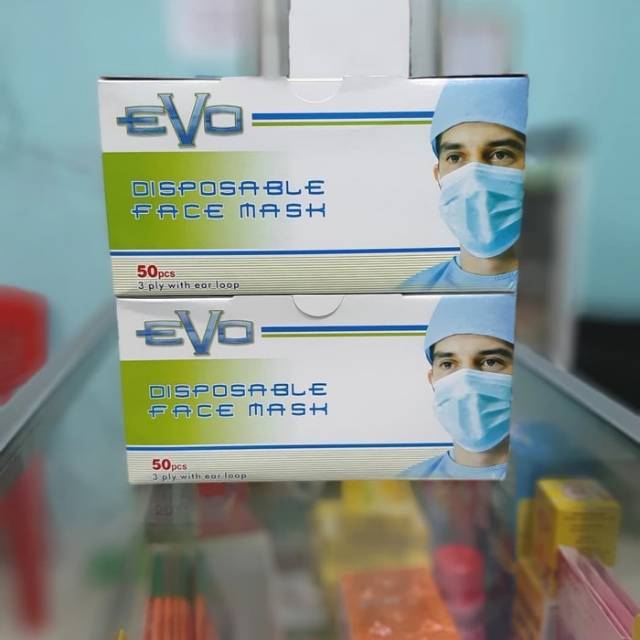 EVO
DISPOSABLE
FACE MASK
50pcs
3 ply with ear loop
EVO
DISPOSABLE
FACE MASK
50pcs
3 ply with ear loop